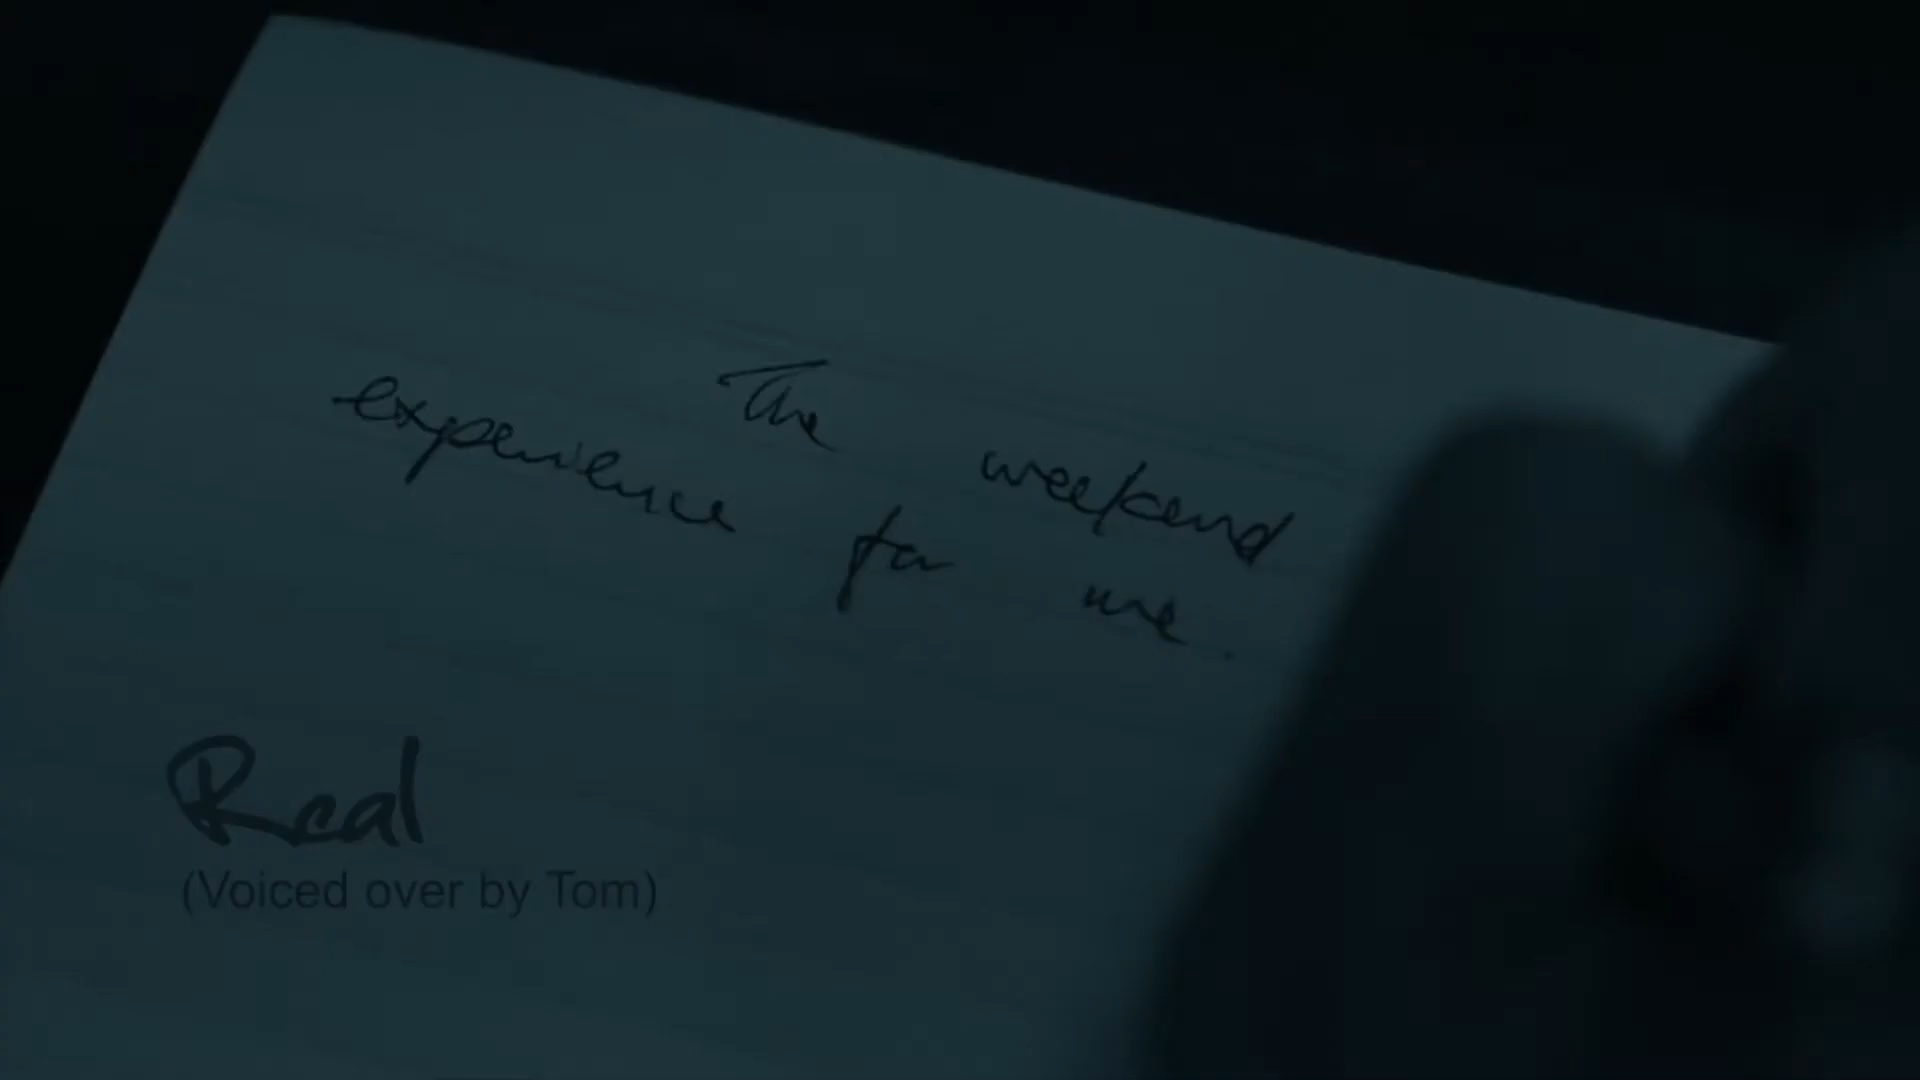 The weekend
experience for me.
Real
(Voiced over by Tom)